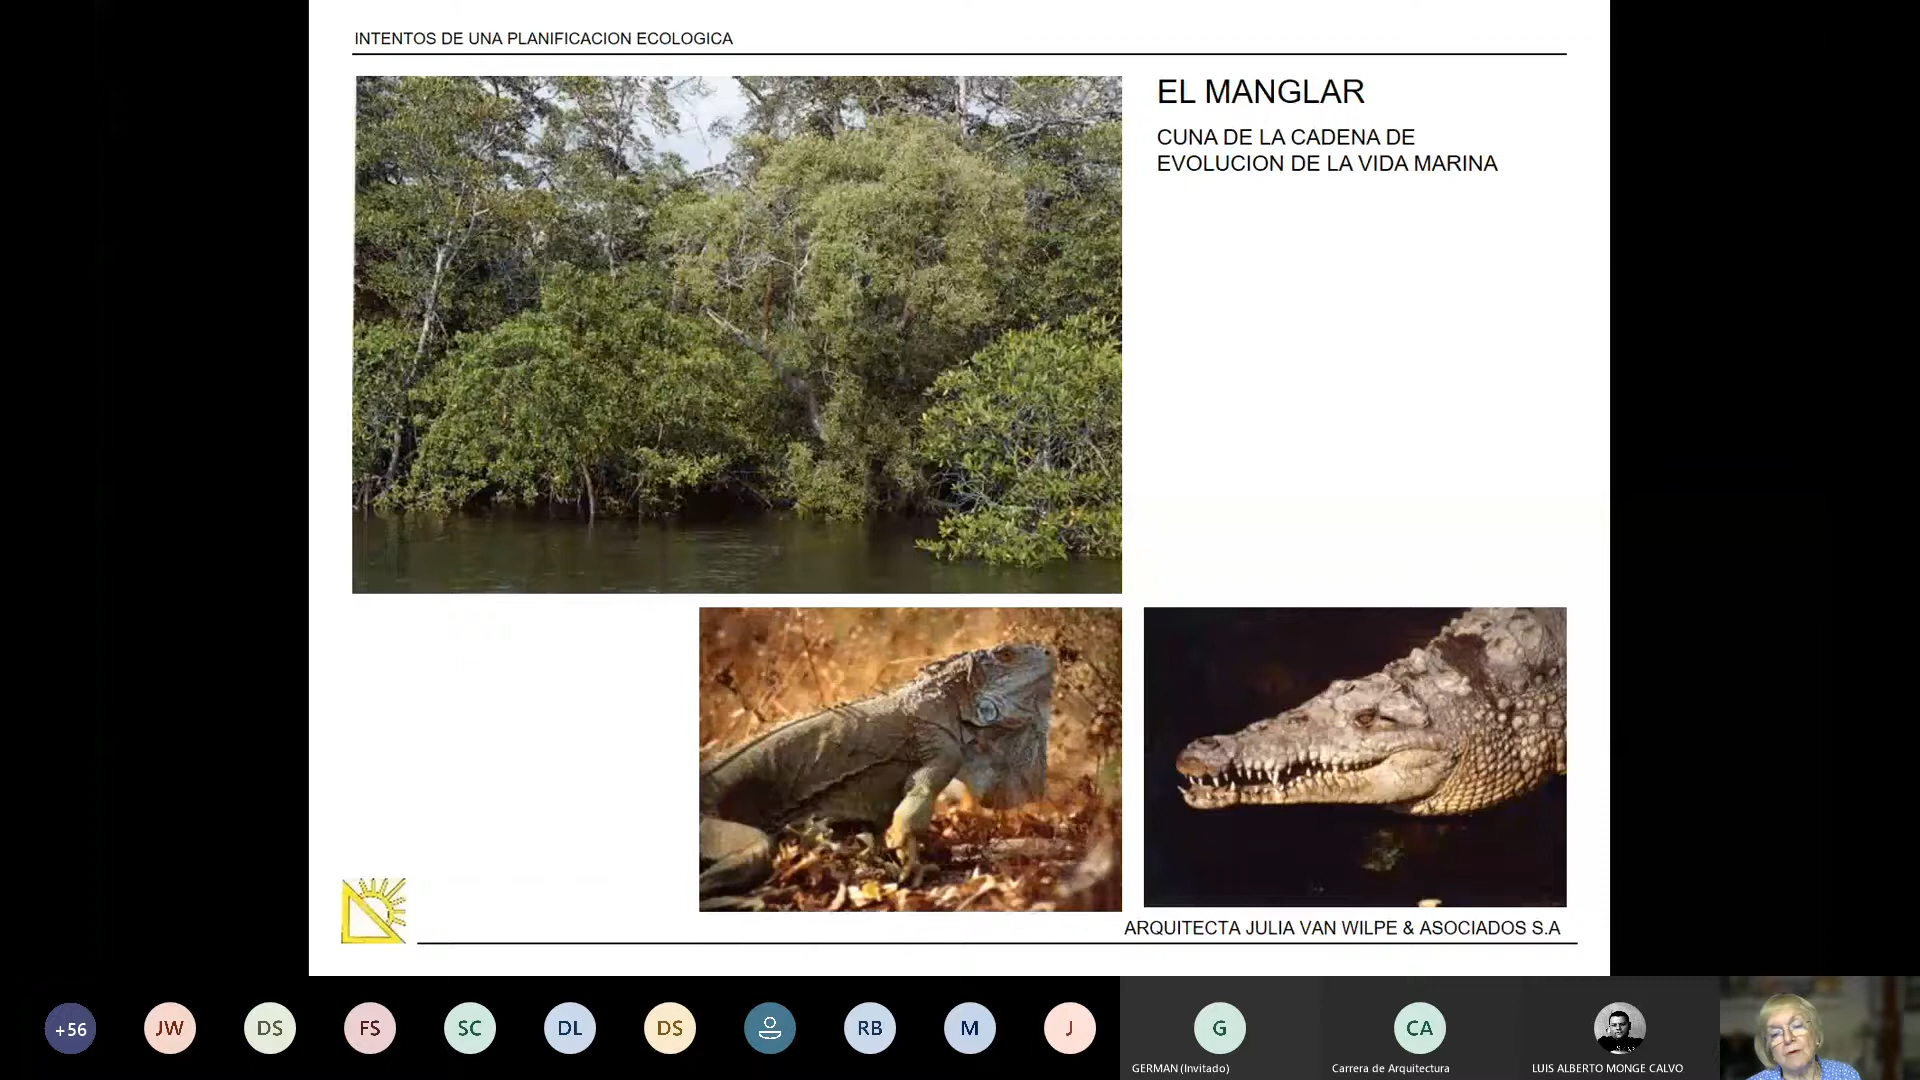 INTENTOS DE UNA PLANIFICACION ECOLOGICA
EL MANGLAR
CUNA DE LA CADENA DE
EVOLUCION DE LA VIDA MARINA
ARQUITECTA JULIA VAN WILPE & ASOCIADOS S.A
+56
JW
DS
FS
SC
DL
DS
RB
M
J
G
CA
GERMAN (Invitado)
Carrera de Arquitectura
LUIS ALBERTO MONGE CALVO